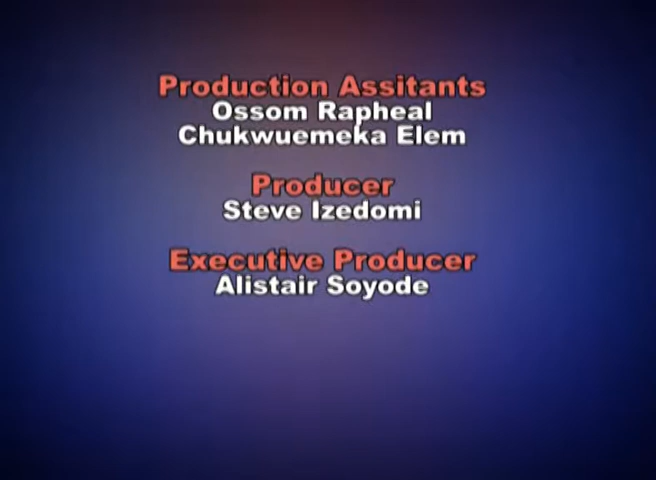 Production Assitants
Ossom Rapheal
Chukwuemeka Elem
Producer
Steve Izedomi
Executive Producer
Alistair Soyode